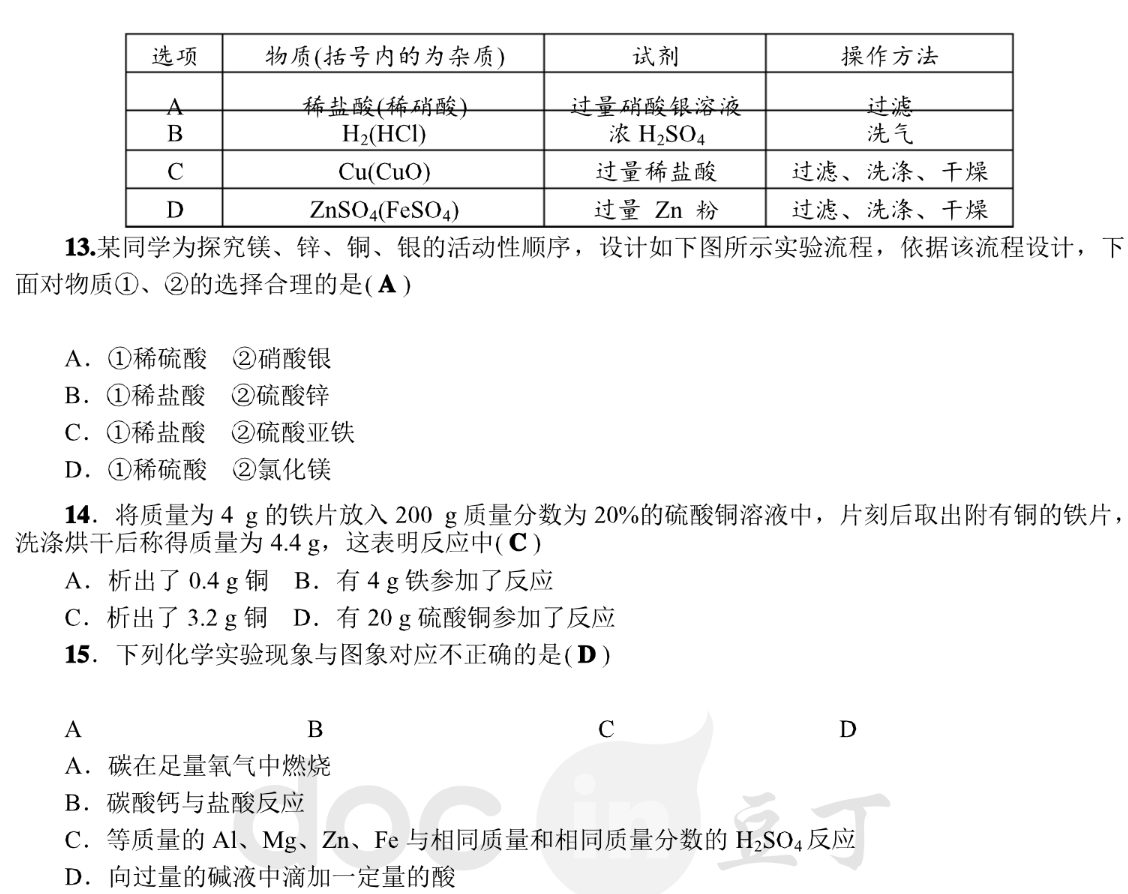 选项 物质(括号内的为杂质) 试剂 操作方法
A 稀盐酸(稀硝酸) 过量硝酸银溶液 过滤
B H₂(HCl) 浓 H₂SO₄ 洗气
C Cu(CuO) 过量稀盐酸 过滤、洗涤、干燥
D ZnSO₄(FeSO₄) 过量 Zn 粉 过滤、洗涤、干燥
13.某同学为探究镁、锌、铜、银的活动性顺序，设计如下图所示实验流程，依据该流程设计，下
面对物质①、②的选择合理的是( A )
A．①稀硫酸 ②硝酸银
B．①稀盐酸 ②硫酸锌
C．①稀盐酸 ②硫酸亚铁
D．①稀硫酸 ②氯化镁
14．将质量为 4 g 的铁片放入 200 g 质量分数为 20%的硫酸铜溶液中，片刻后取出附有铜的铁片，
洗涤烘干后称得质量为 4.4 g，这表明反应中( C )
A．析出了 0.4 g 铜 B．有 4 g 铁参加了反应
C．析出了 3.2 g 铜 D．有 20 g 硫酸铜参加了反应
15．下列化学实验现象与图象对应不正确的是( D )
A B C D
A．碳在足量氧气中燃烧
B．碳酸钙与盐酸反应
C．等质量的 Al、Mg、Zn、Fe 与相同质量和相同质量分数的 H₂SO₄ 反应
D．向过量的碱液中滴加一定量的酸
docin 豆丁